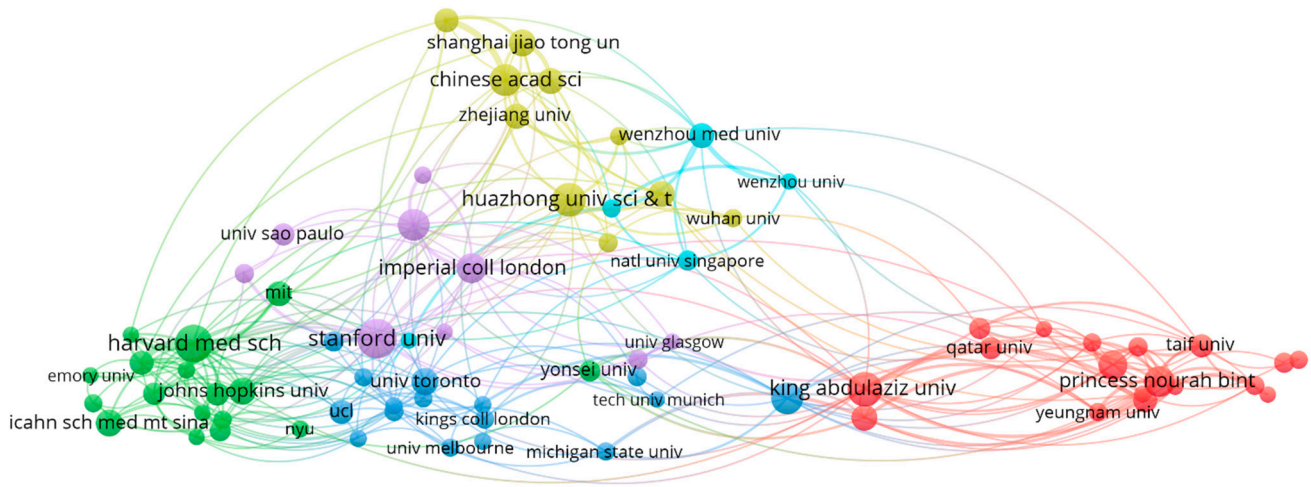 shanghai jiao tong un
chinese acad sci
zhejiang univ
wenzhou med univ
wenzhou univ
huazhong univ sci & t
wuhan univ
univ sao paulo
natl univ singapore
imperial coll london
mit
harvard med sch
stanford univ
univ glasgow
qatar univ
taif univ
emory univ
johns hopkins univ
univ toronto
yonsei univ
king abdulaziz univ
princess nourah bint
tech univ munich
ucl
kings coll london
yeungnam univ
icahn sch med mt sina
nyu
univ melbourne
michigan state univ